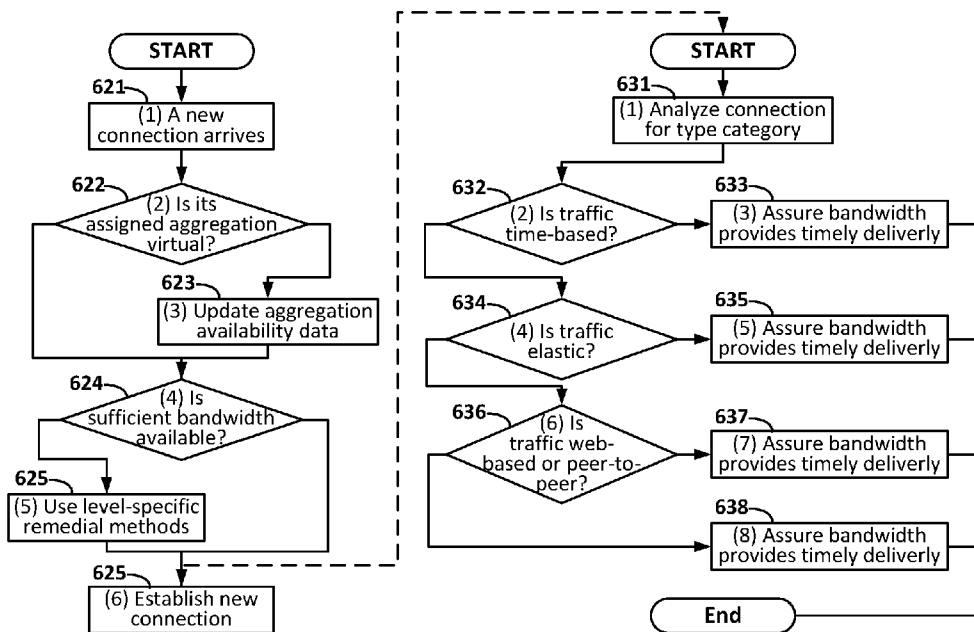 START
621
(1) A new
connection arrives
622
(2) Is its
assigned aggregation
virtual?
623
(3) Update aggregation
availability data
624
(4) Is
sufficient bandwidth
available?
625
(5) Use level-specific
remedial methods
625
(6) Establish new
connection
START
631
(1) Analyze connection
for type category
632
(2) Is traffic
time-based?
633
(3) Assure bandwidth
provides timely deliverly
634
(4) Is traffic
elastic?
635
(5) Assure bandwidth
provides timely deliverly
636
(6) Is
traffic web-
based or peer-to-
peer?
637
(7) Assure bandwidth
provides timely deliverly
638
(8) Assure bandwidth
provides timely deliverly
End